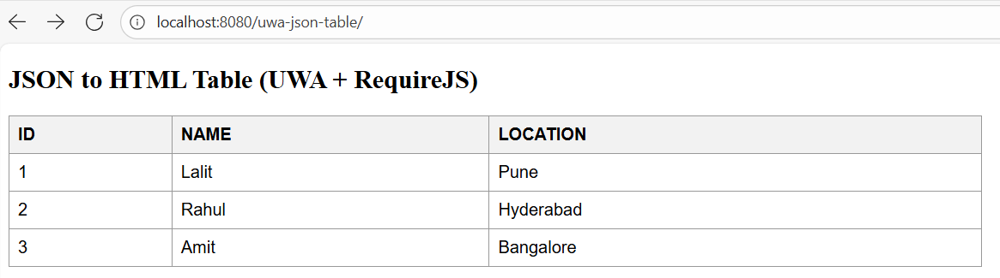 localhost:8080/uwa-json-table/
JSON to HTML Table (UWA + RequireJS)
ID NAME LOCATION
1 Lalit Pune
2 Rahul Hyderabad
3 Amit Bangalore